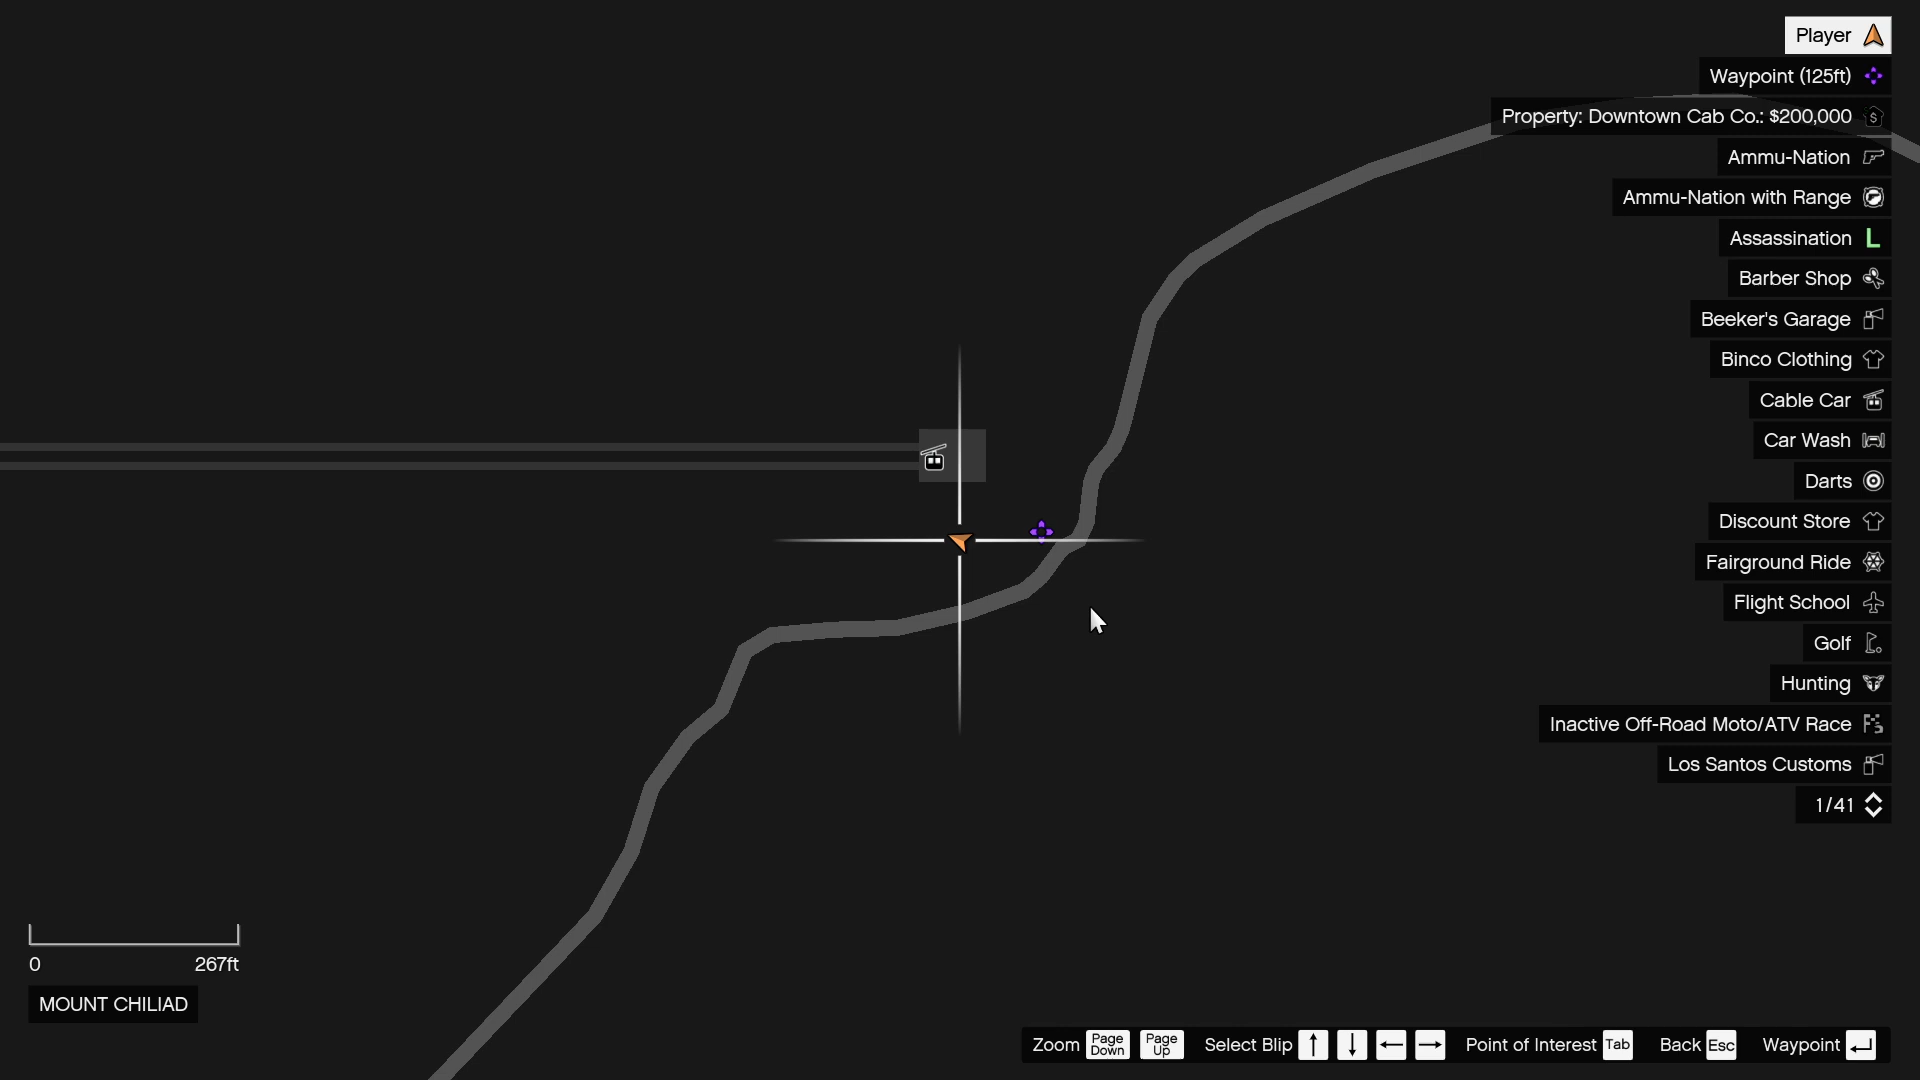 Player
Waypoint (125ft)
Property: Downtown Cab Co.: $200,000
Ammu-Nation
Ammu-Nation with Range
Assassination L
Barber Shop
Beeker's Garage
Binco Clothing
Cable Car
Car Wash
Darts
Discount Store
Fairground Ride
Flight School
Golf
Hunting
Inactive Off-Road Moto/ATV Race
Los Santos Customs
1/41
0 267ft
MOUNT CHILIAD
Zoom Page Down Page Up Select Blip Point of Interest Tab Back Esc Waypoint